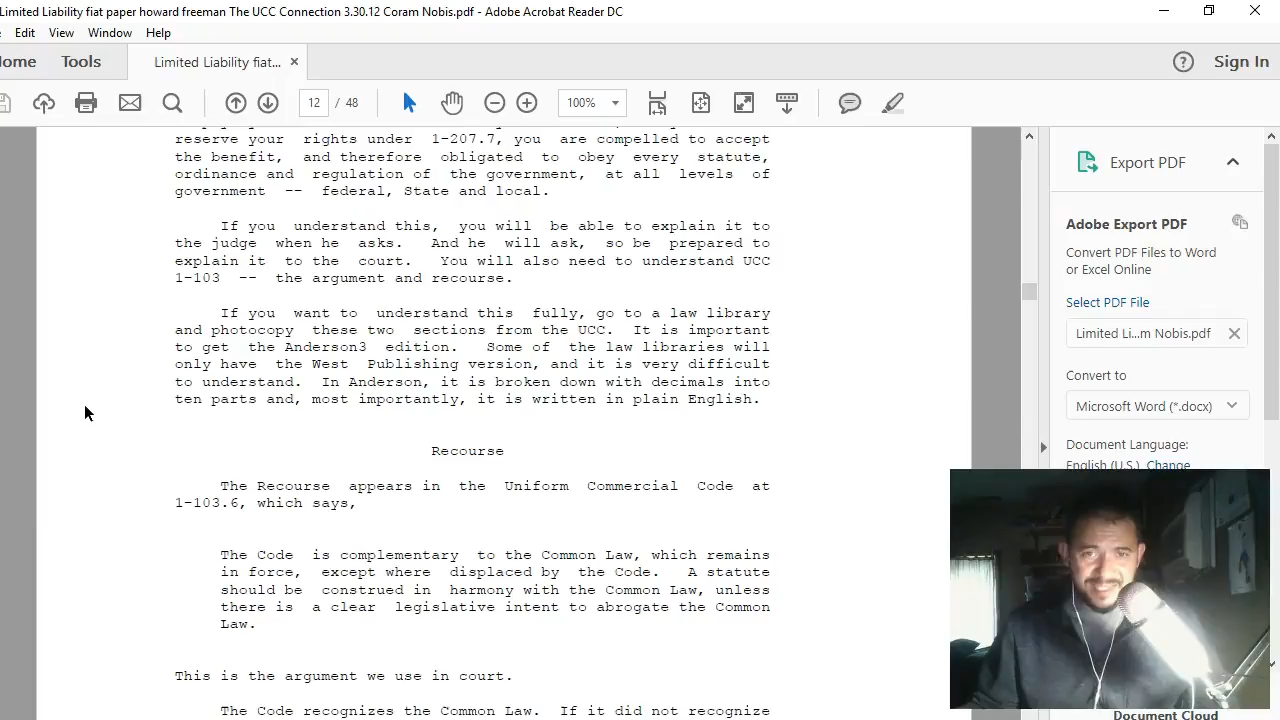 Limited Liability fiat paper howard freeman The UCC Connection 3.30.12 Coram Nobis.pdf - Adobe Acrobat Reader DC
Edit View Window Help
ome Tools Limited Liability fiat... × Sign In
12 / 48 100%
reserve your rights under 1-207.7, you are compelled to accept
the benefit, and therefore obligated to obey every statute,
ordinance and regulation of the government, at all levels of
government -- federal, State and local.
If you understand this, you will be able to explain it to
the judge when he asks. And he will ask, so be prepared to
explain it to the court. You will also need to understand UCC
1-103 -- the argument and recourse.
If you want to understand this fully, go to a law library
and photocopy these two sections from the UCC. It is important
to get the Anderson3 edition. Some of the law libraries will
only have the West Publishing version, and it is very difficult
to understand. In Anderson, it is broken down with decimals into
ten parts and, most importantly, it is written in plain English.
Recourse
The Recourse appears in the Uniform Commercial Code at
1-103.6, which says,
The Code is complementary to the Common Law, which remains
in force, except where displaced by the Code. A statute
should be construed in harmony with the Common Law, unless
there is a clear legislative intent to abrogate the Common
Law.
This is the argument we use in court.
The Code recognizes the Common Law. If it did not recognize
Export PDF
Adobe Export PDF
Convert PDF Files to Word
or Excel Online
Select PDF File
Limited Li...m Nobis.pdf
Convert to
Microsoft Word (*.docx)
Document Language:
English (U.S.) Change
Document Cloud